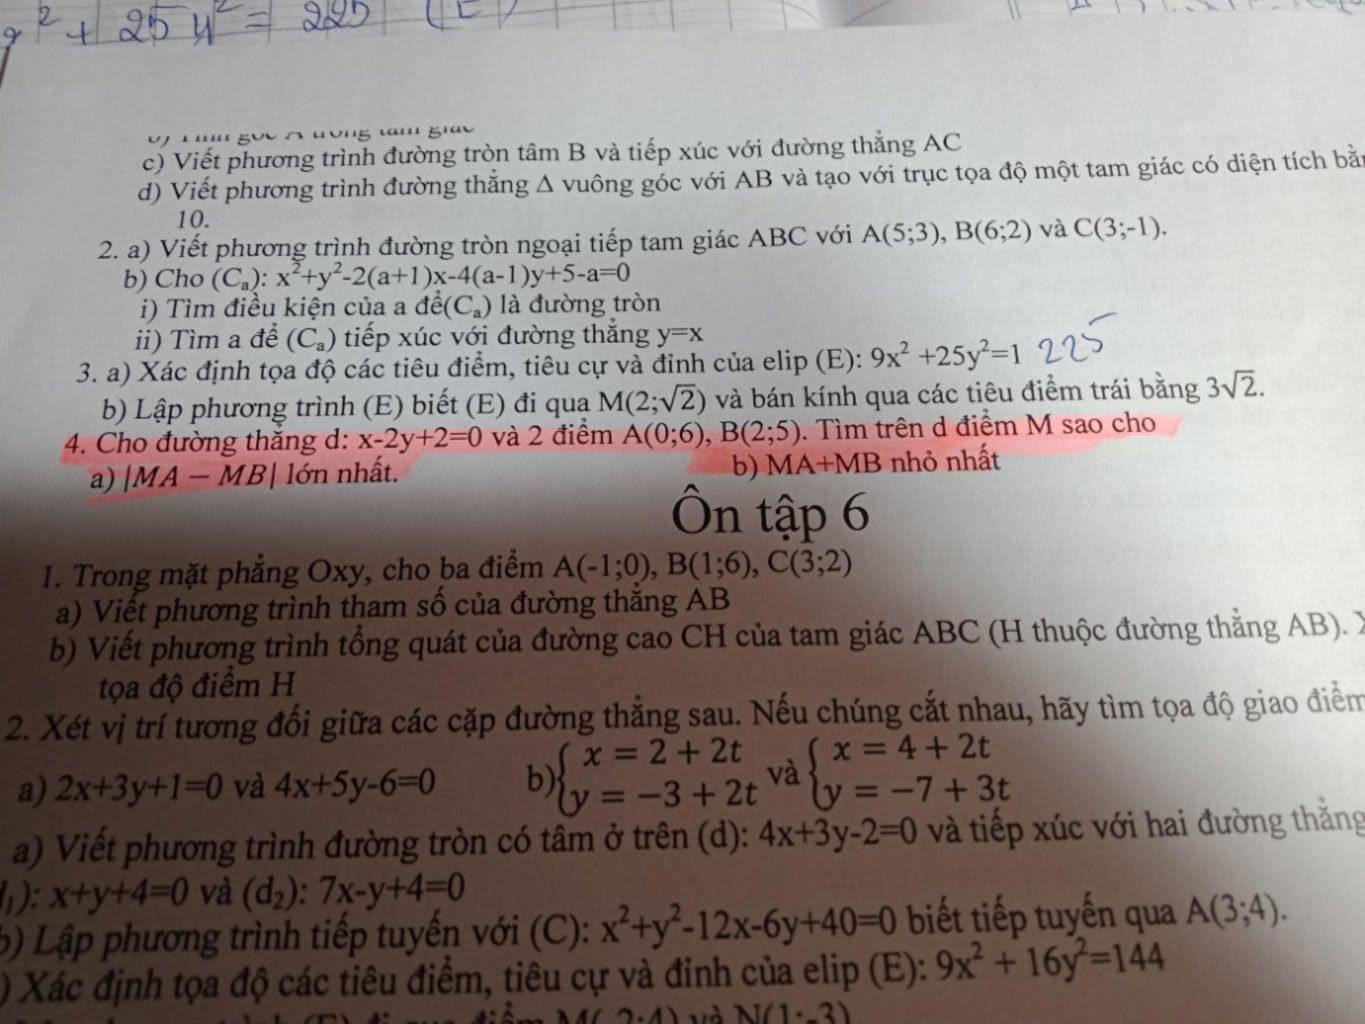 x² + 25y² = 225 (E)
c) Viết phương trình đường tròn tâm B và tiếp xúc với đường thẳng AC
d) Viết phương trình đường thẳng Δ vuông góc với AB và tạo với trục tọa độ một tam giác có diện tích
10.
2. a) Viết phương trình đường tròn ngoại tiếp tam giác ABC với A(5;3), B(6;2) và C(3;-1).
b) Cho (Cₐ): x²+y²-2(a+1)x-4(a-1)y+5-a=0
i) Tìm điều kiện của a để(Cₐ) là đường tròn
ii) Tìm a để (Cₐ) tiếp xúc với đường thẳng y=x
3. a) Xác định tọa độ các tiêu điểm, tiêu cự và đỉnh của elip (E): 9x² +25y²=1 225
b) Lập phương trình (E) biết (E) đi qua M(2;√2) và bán kính qua các tiêu điểm trái bằng 3√2.
4. Cho đường thẳng d: x-2y+2=0 và 2 điểm A(0;6), B(2;5). Tìm trên d điểm M sao cho
a) |MA − MB| lớn nhất. b) MA+MB nhỏ nhất
Ôn tập 6
1. Trong mặt phẳng Oxy, cho ba điểm A(-1;0), B(1;6), C(3;2)
a) Viết phương trình tham số của đường thẳng AB
b) Viết phương trình tổng quát của đường cao CH của tam giác ABC (H thuộc đường thẳng AB).
tọa độ điểm H
2. Xét vị trí tương đối giữa các cặp đường thẳng sau. Nếu chúng cắt nhau, hãy tìm tọa độ giao điểm
a) 2x+3y+1=0 và 4x+5y-6=0 b){x = 2 + 2t y = −3 + 2t và {x = 4 + 2t y = −7 + 3t
a) Viết phương trình đường tròn có tâm ở trên (d): 4x+3y-2=0 và tiếp xúc với hai đường thẳng
): x+y+4=0 và (d₂): 7x-y+4=0
b) Lập phương trình tiếp tuyến với (C): x²+y²-12x-6y+40=0 biết tiếp tuyến qua A(3;4).
) Xác định tọa độ các tiêu điểm, tiêu cự và đỉnh của elip (E): 9x² + 16y²=144
và N(1;-3)